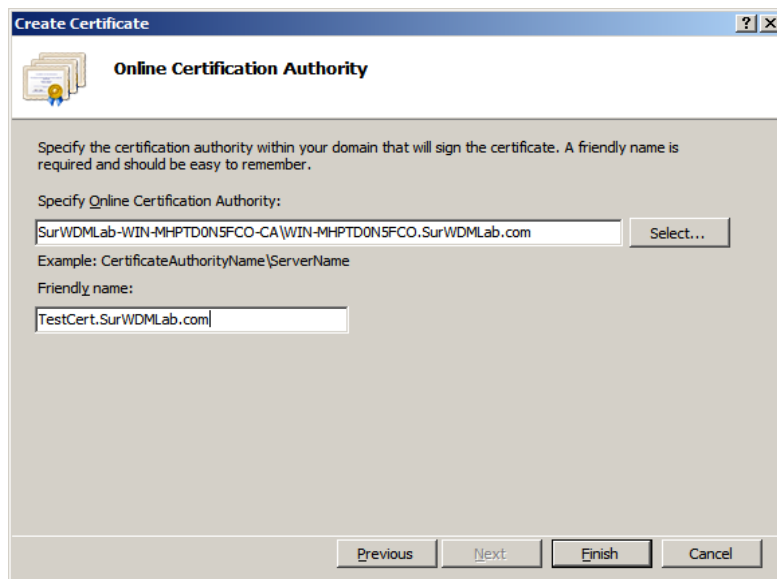 Create Certificate
Online Certification Authority
Specify the certification authority within your domain that will sign the certificate. A friendly name is
required and should be easy to remember.
Specify Online Certification Authority:
SurWDMLab-WIN-MHPTD0N5FCO-CA\WIN-MHPTD0N5FCO.SurWDMLab.com
Select...
Example: CertificateAuthorityName\ServerName
Friendly name:
TestCert.SurWDMLab.com
Previous
Next
Finish
Cancel